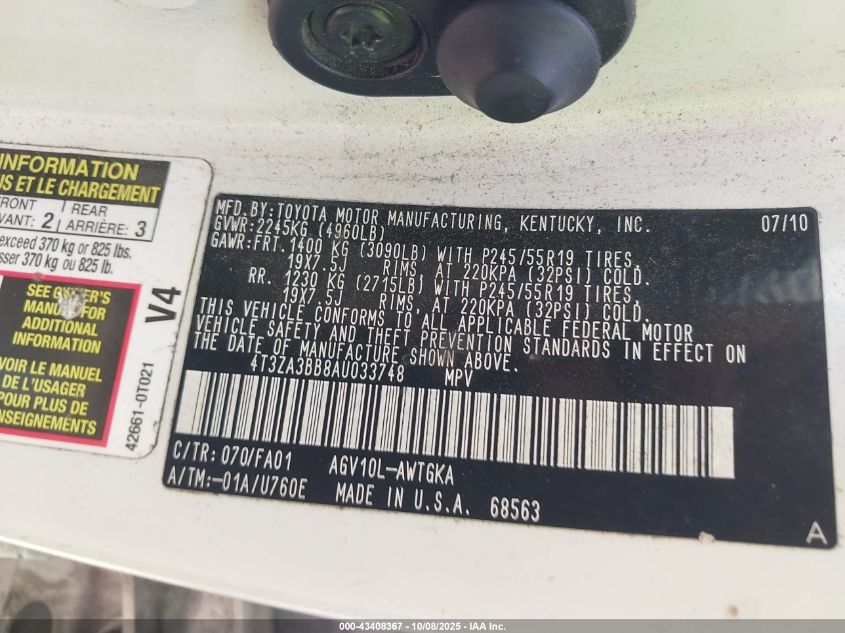 INFORMATION
US ET LE CHARGEMENT
FRONT
VANT: 2
REAR
ARRIÈRE: 3
exceed 370 kg or 825 lbs.
sser 370 kg ou 825 lb.
SEE OWNER'S
MANUAL FOR
ADDITIONAL
INFORMATION
VOIR LE MANUEL
DE L'USAGER
POUR PLUS DE
NSEIGNEMENTS
V4
42661-0T021
MFD.BY:TOYOTA MOTOR MANUFACTURING, KENTUCKY, INC. 07/10
GVWR:2245KG (4960LB)
GAWR:FRT. 1400 KG (3090LB) WITH P245/55R19 TIRES,
19X7.5J RIMS, AT 220KPA (32PSI) COLD.
RR. 1230 KG (2715LB) WITH P245/55R19 TIRES,
19X7.5J RIMS, AT 220KPA (32PSI) COLD.
THIS VEHICLE CONFORMS TO ALL APPLICABLE FEDERAL MOTOR
VEHICLE SAFETY AND THEFT PREVENTION STANDARDS IN EFFECT ON
THE DATE OF MANUFACTURE SHOWN ABOVE.
4T3ZA3BB8AU033748 MPV
C/TR: 070/FA01 AGV10L-AWTGKA
A/TM:-01A/U760E MADE IN U.S.A. 68563
A
000-43408367 - 10/08/2025 - IAA Inc.